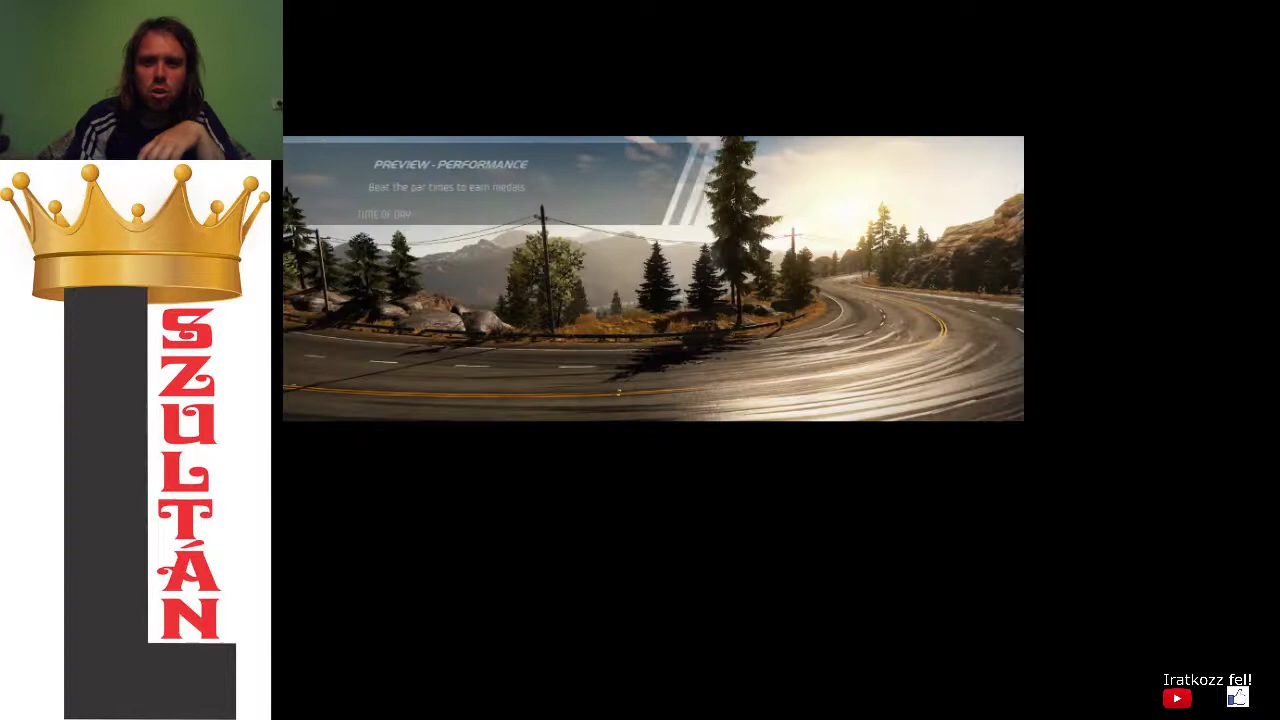 PREVIEW - PERFORMANCE
Beat the par times to earn medals.
TIME OF DAY
L
SZULTÁN
Iratkozz fel!